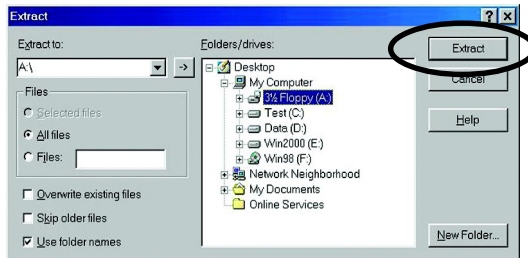 Extract
Extract to:
A:\
Files
Selected files
All files
Files:
Overwrite existing files
Skip older files
Use folder names
Folders/drives:
Desktop
My Computer
3½ Floppy (A:)
Test (C:)
Data (D:)
Win2000 (E:)
Win98 (F:)
Network Neighborhood
My Documents
Online Services
Extract
Cancel
Help
New Folder...